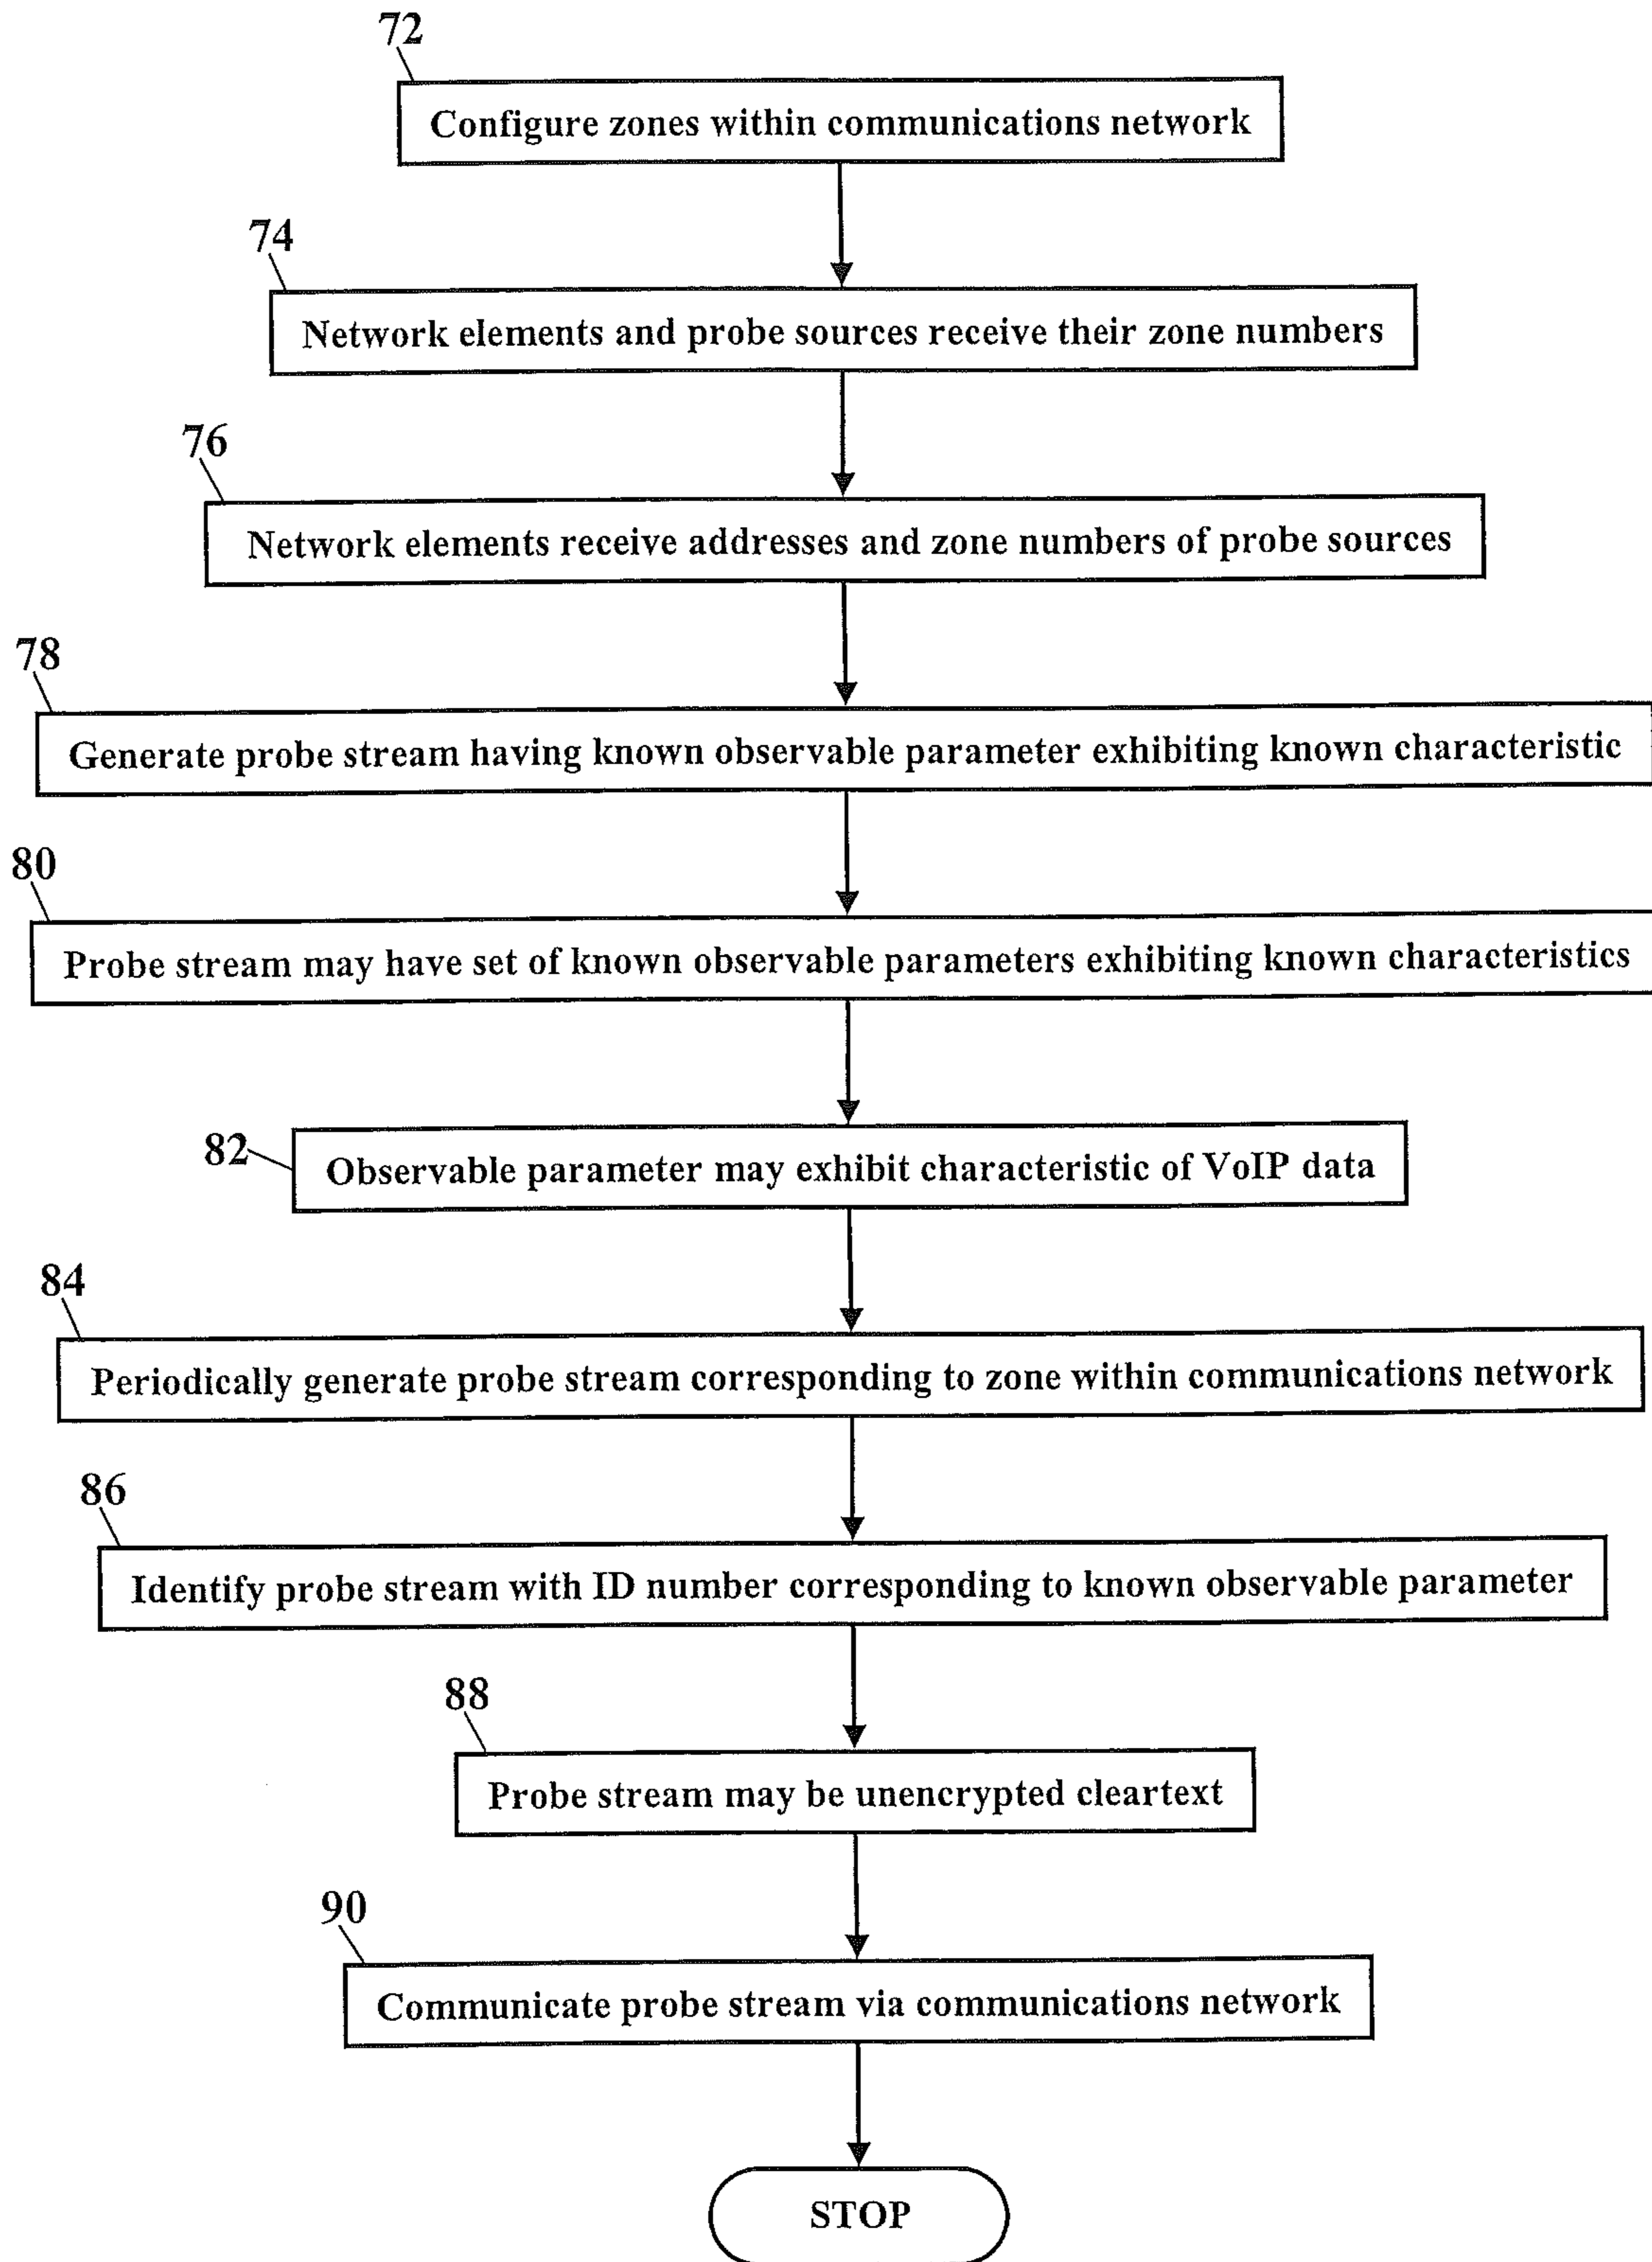 72
Configure zones within communications network
74
Network elements and probe sources receive their zone numbers
76
Network elements receive addresses and zone numbers of probe sources
78
Generate probe stream having known observable parameter exhibiting known characteristic
80
Probe stream may have set of known observable parameters exhibiting known characteristics
82
Observable parameter may exhibit characteristic of VoIP data
84
Periodically generate probe stream corresponding to zone within communications network
86
Identify probe stream with ID number corresponding to known observable parameter
88
Probe stream may be unencrypted cleartext
90
Communicate probe stream via communications network
STOP